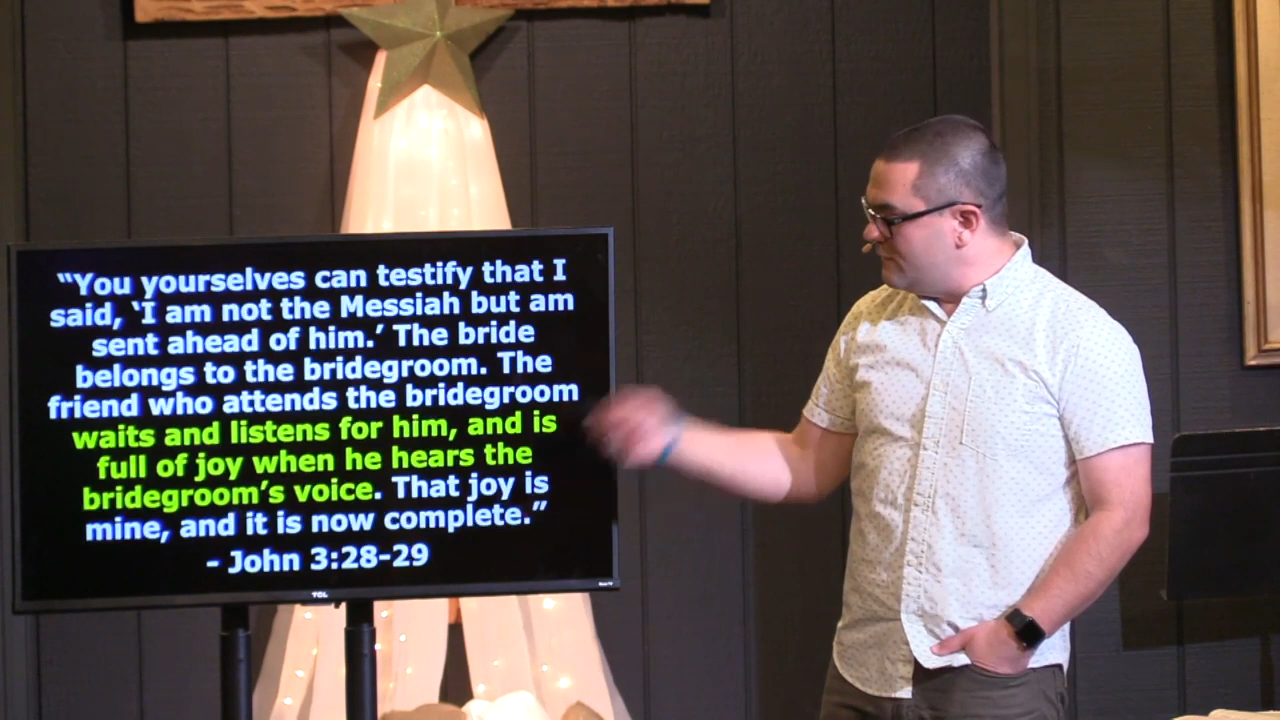 “You yourselves can testify that I
said, ‘I am not the Messiah but am
sent ahead of him.’ The bride
belongs to the bridegroom. The
friend who attends the bridegroom
waits and listens for him, and is
full of joy when he hears the
bridegroom’s voice. That joy is
mine, and it is now complete.”
- John 3:28-29
TCL